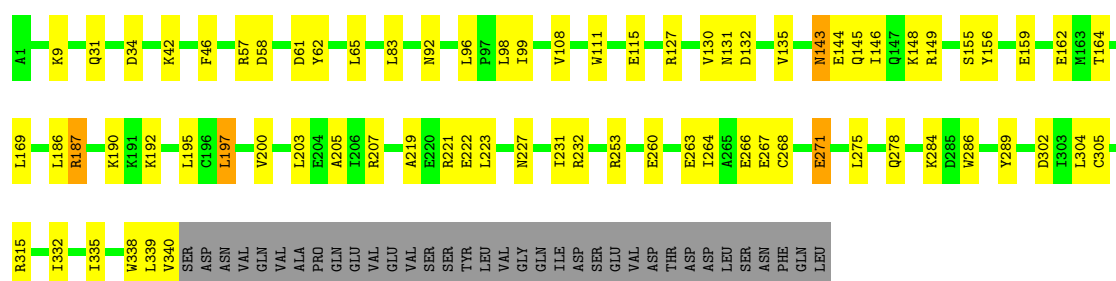 A1 K9 Q31 D34 K42 F46 R57 D58 D61 Y62 L65 L83 N92 L96 P97 L98 I99 V108 W111 E115 R127 V130 N131 D132 V135 N143 E144 Q145 I146 Q147 K148 R149 S155 Y156 E159 E162 M163 T164
L169 L186 R187 K190 K191 K192 L195 C196 L197 V200 L203 E204 A205 I206 R207 A219 E220 R221 E222 L223 N227 I231 R232 R253 E260 E263 I264 A265 E266 E267 C268 E271 L275 Q278 K284 D285 W286 Y289 D302 I303 L304 C305
R315 I332 I335 W338 L339 V340 SER ASP ASN VAL GLN VAL ALA PRO GLN GLU VAL GLU VAL SER SER TYR LEU VAL GLY GLN ILE ASP SER GLU VAL ASP THR ASP ASP LEU SER ASN PHE GLN LEU